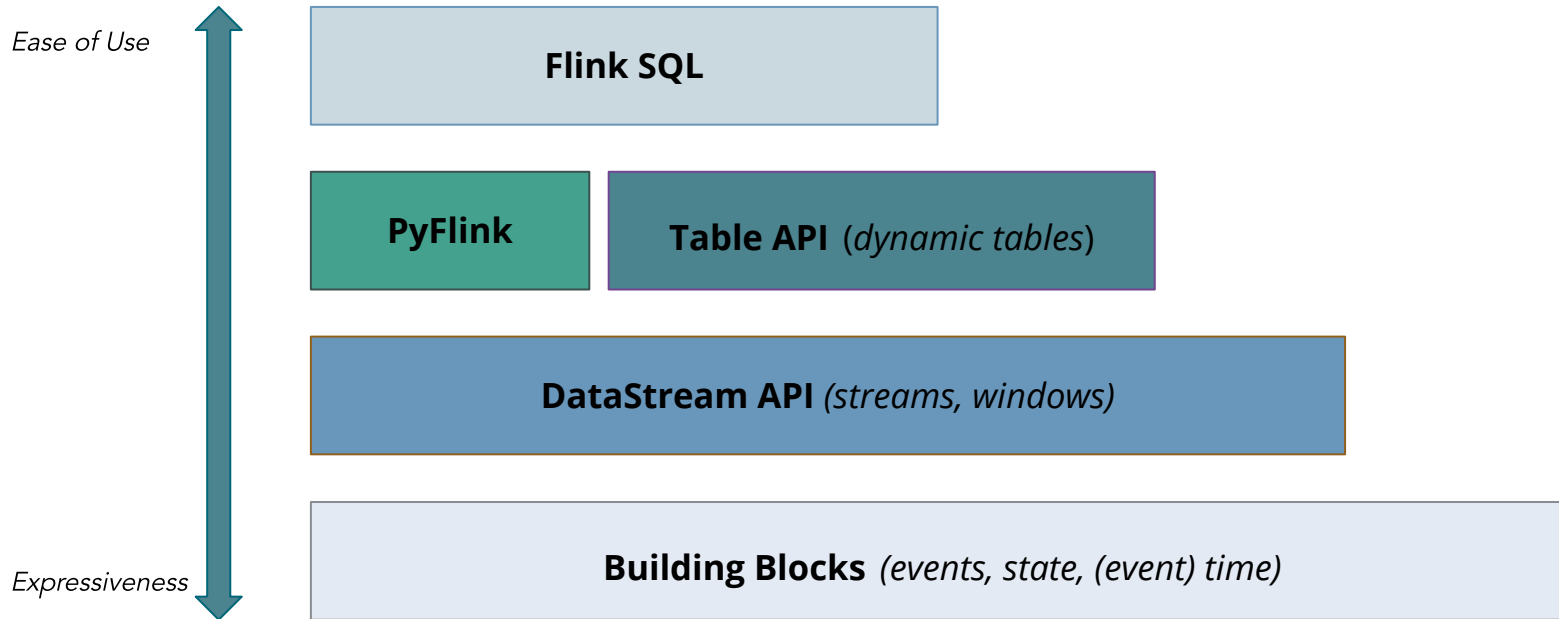 Ease of Use
Flink SQL
PyFlink
Table API (dynamic tables)
DataStream API (streams, windows)
Building Blocks (events, state, (event) time)
Expressiveness